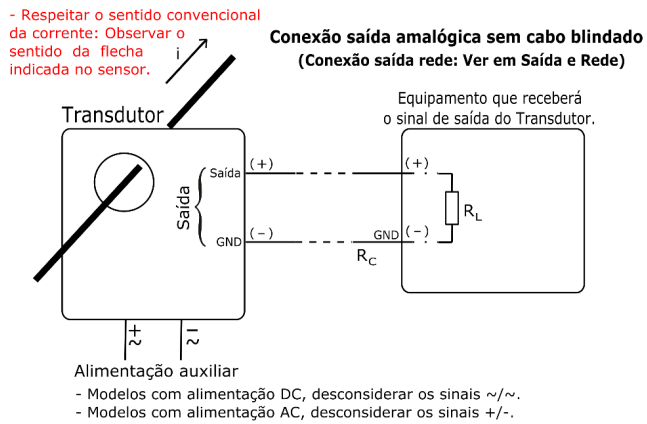 - Respeitar o sentido convencional
da corrente: Observar o
sentido da flecha
indicada no sensor.
i
Conexão saída amalógica sem cabo blindado
(Conexão saída rede: Ver em Saída e Rede)
Transdutor
Equipamento que receberá
o sinal de saída do Transdutor.
Saída
Saída (+)
GND (-)
(+)
GND (-)
RL
RC
+ −
~ ~
Alimentação auxiliar
- Modelos com alimentação DC, desconsiderar os sinais ~/~.
- Modelos com alimentação AC, desconsiderar os sinais +/-.